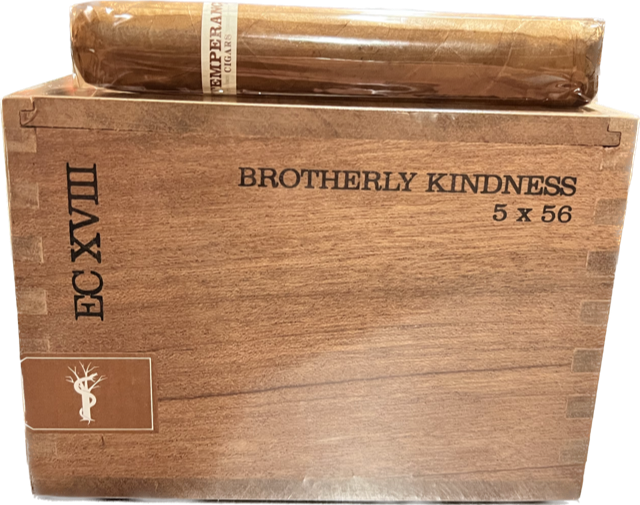 TEMPERANC
CIGARS
BROTHERLY KINDNESS
5 x 56
EC XVIII